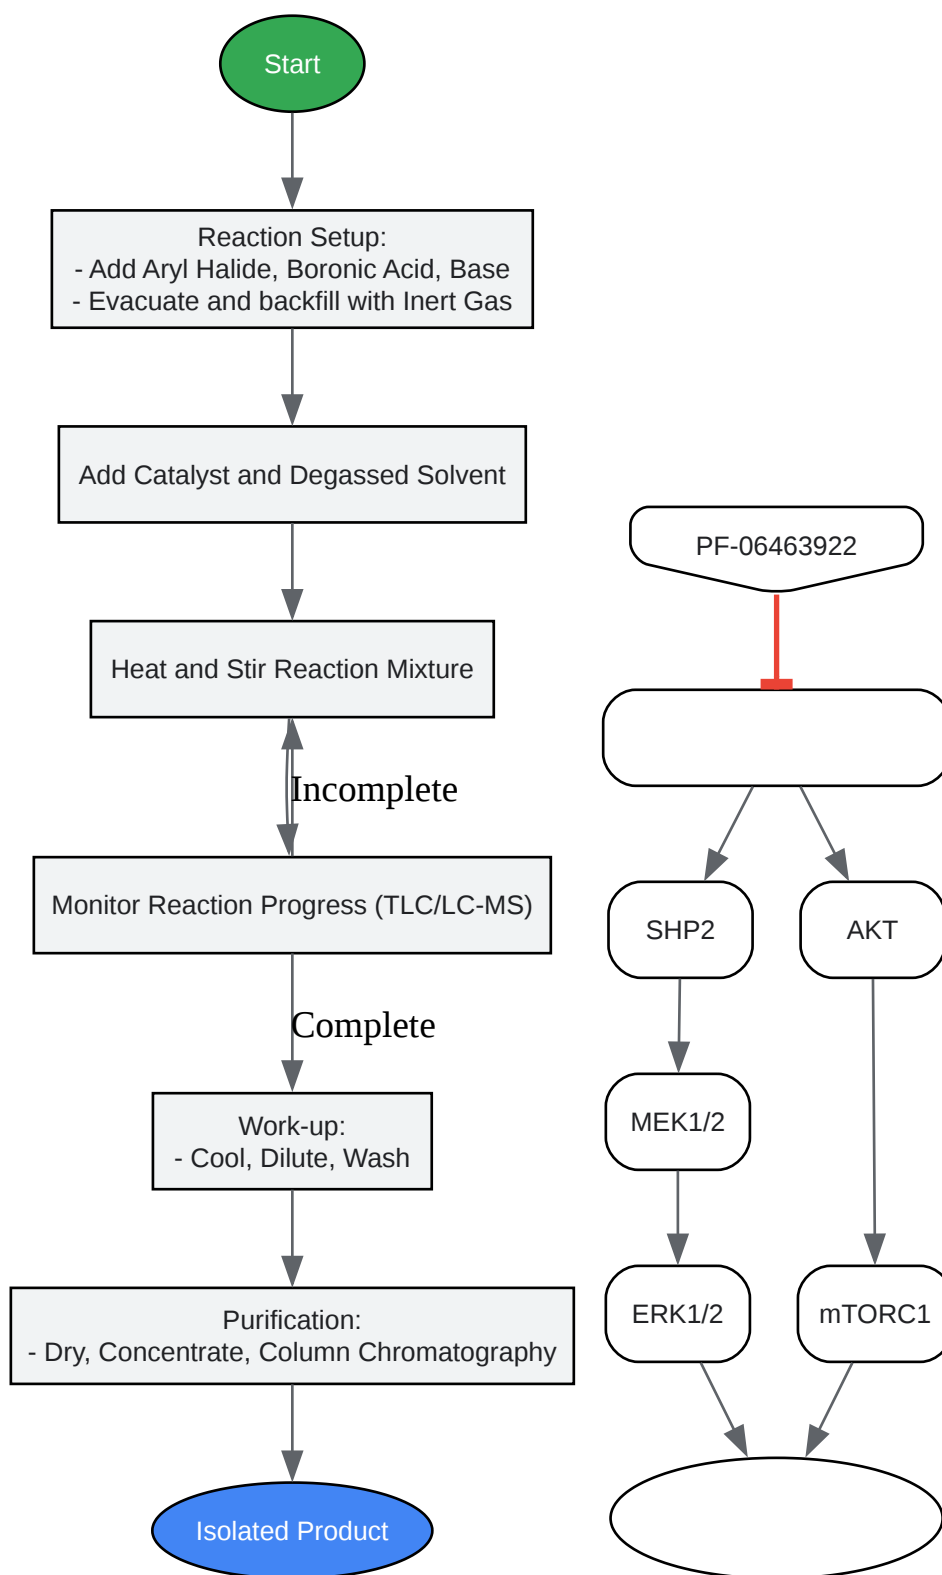 Start
Reaction Setup:
- Add Aryl Halide, Boronic Acid, Base
- Evacuate and backfill with Inert Gas
Add Catalyst and Degassed Solvent
Heat and Stir Reaction Mixture
Incomplete
Monitor Reaction Progress (TLC/LC-MS)
Complete
Work-up:
- Cool, Dilute, Wash
Purification:
- Dry, Concentrate, Column Chromatography
Isolated Product
PF-06463922
SHP2
AKT
MEK1/2
ERK1/2
mTORC1